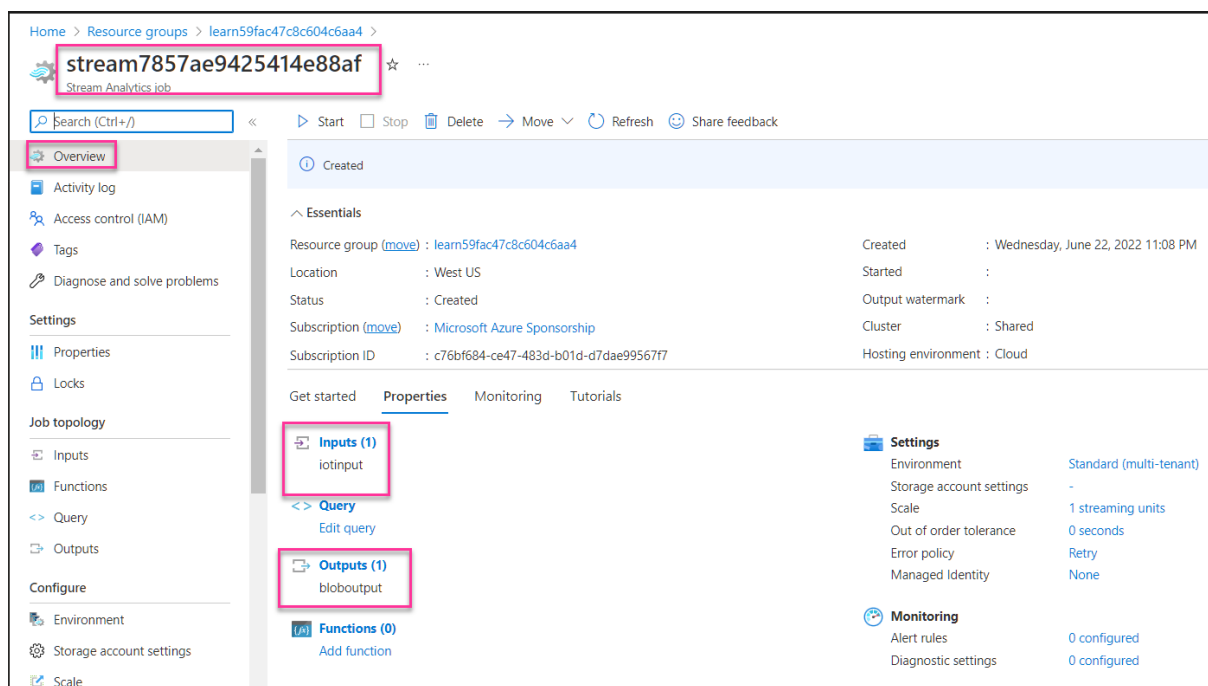 Home > Resource groups > learn59fac47c8c604c6aa4 >
stream7857ae9425414e88af ☆ ...
Stream Analytics job
Search (Ctrl+/) «
Overview
Activity log
Access control (IAM)
Tags
Diagnose and solve problems
Settings
Properties
Locks
Job topology
Inputs
Functions
Query
Outputs
Configure
Environment
Storage account settings
Scale
Start Stop Delete Move Refresh Share feedback
Created
Essentials
Resource group (move) : learn59fac47c8c604c6aa4
Location : West US
Status : Created
Subscription (move) : Microsoft Azure Sponsorship
Subscription ID : c76bf684-ce47-483d-b01d-d7dae99567f7
Created : Wednesday, June 22, 2022 11:08 PM
Started :
Output watermark :
Cluster : Shared
Hosting environment : Cloud
Get started Properties Monitoring Tutorials
Inputs (1)
iotinput
<> Query
Edit query
Outputs (1)
bloboutput
Functions (0)
Add function
Settings
Environment Standard (multi-tenant)
Storage account settings -
Scale 1 streaming units
Out of order tolerance 0 seconds
Error policy Retry
Managed Identity None
Monitoring
Alert rules 0 configured
Diagnostic settings 0 configured